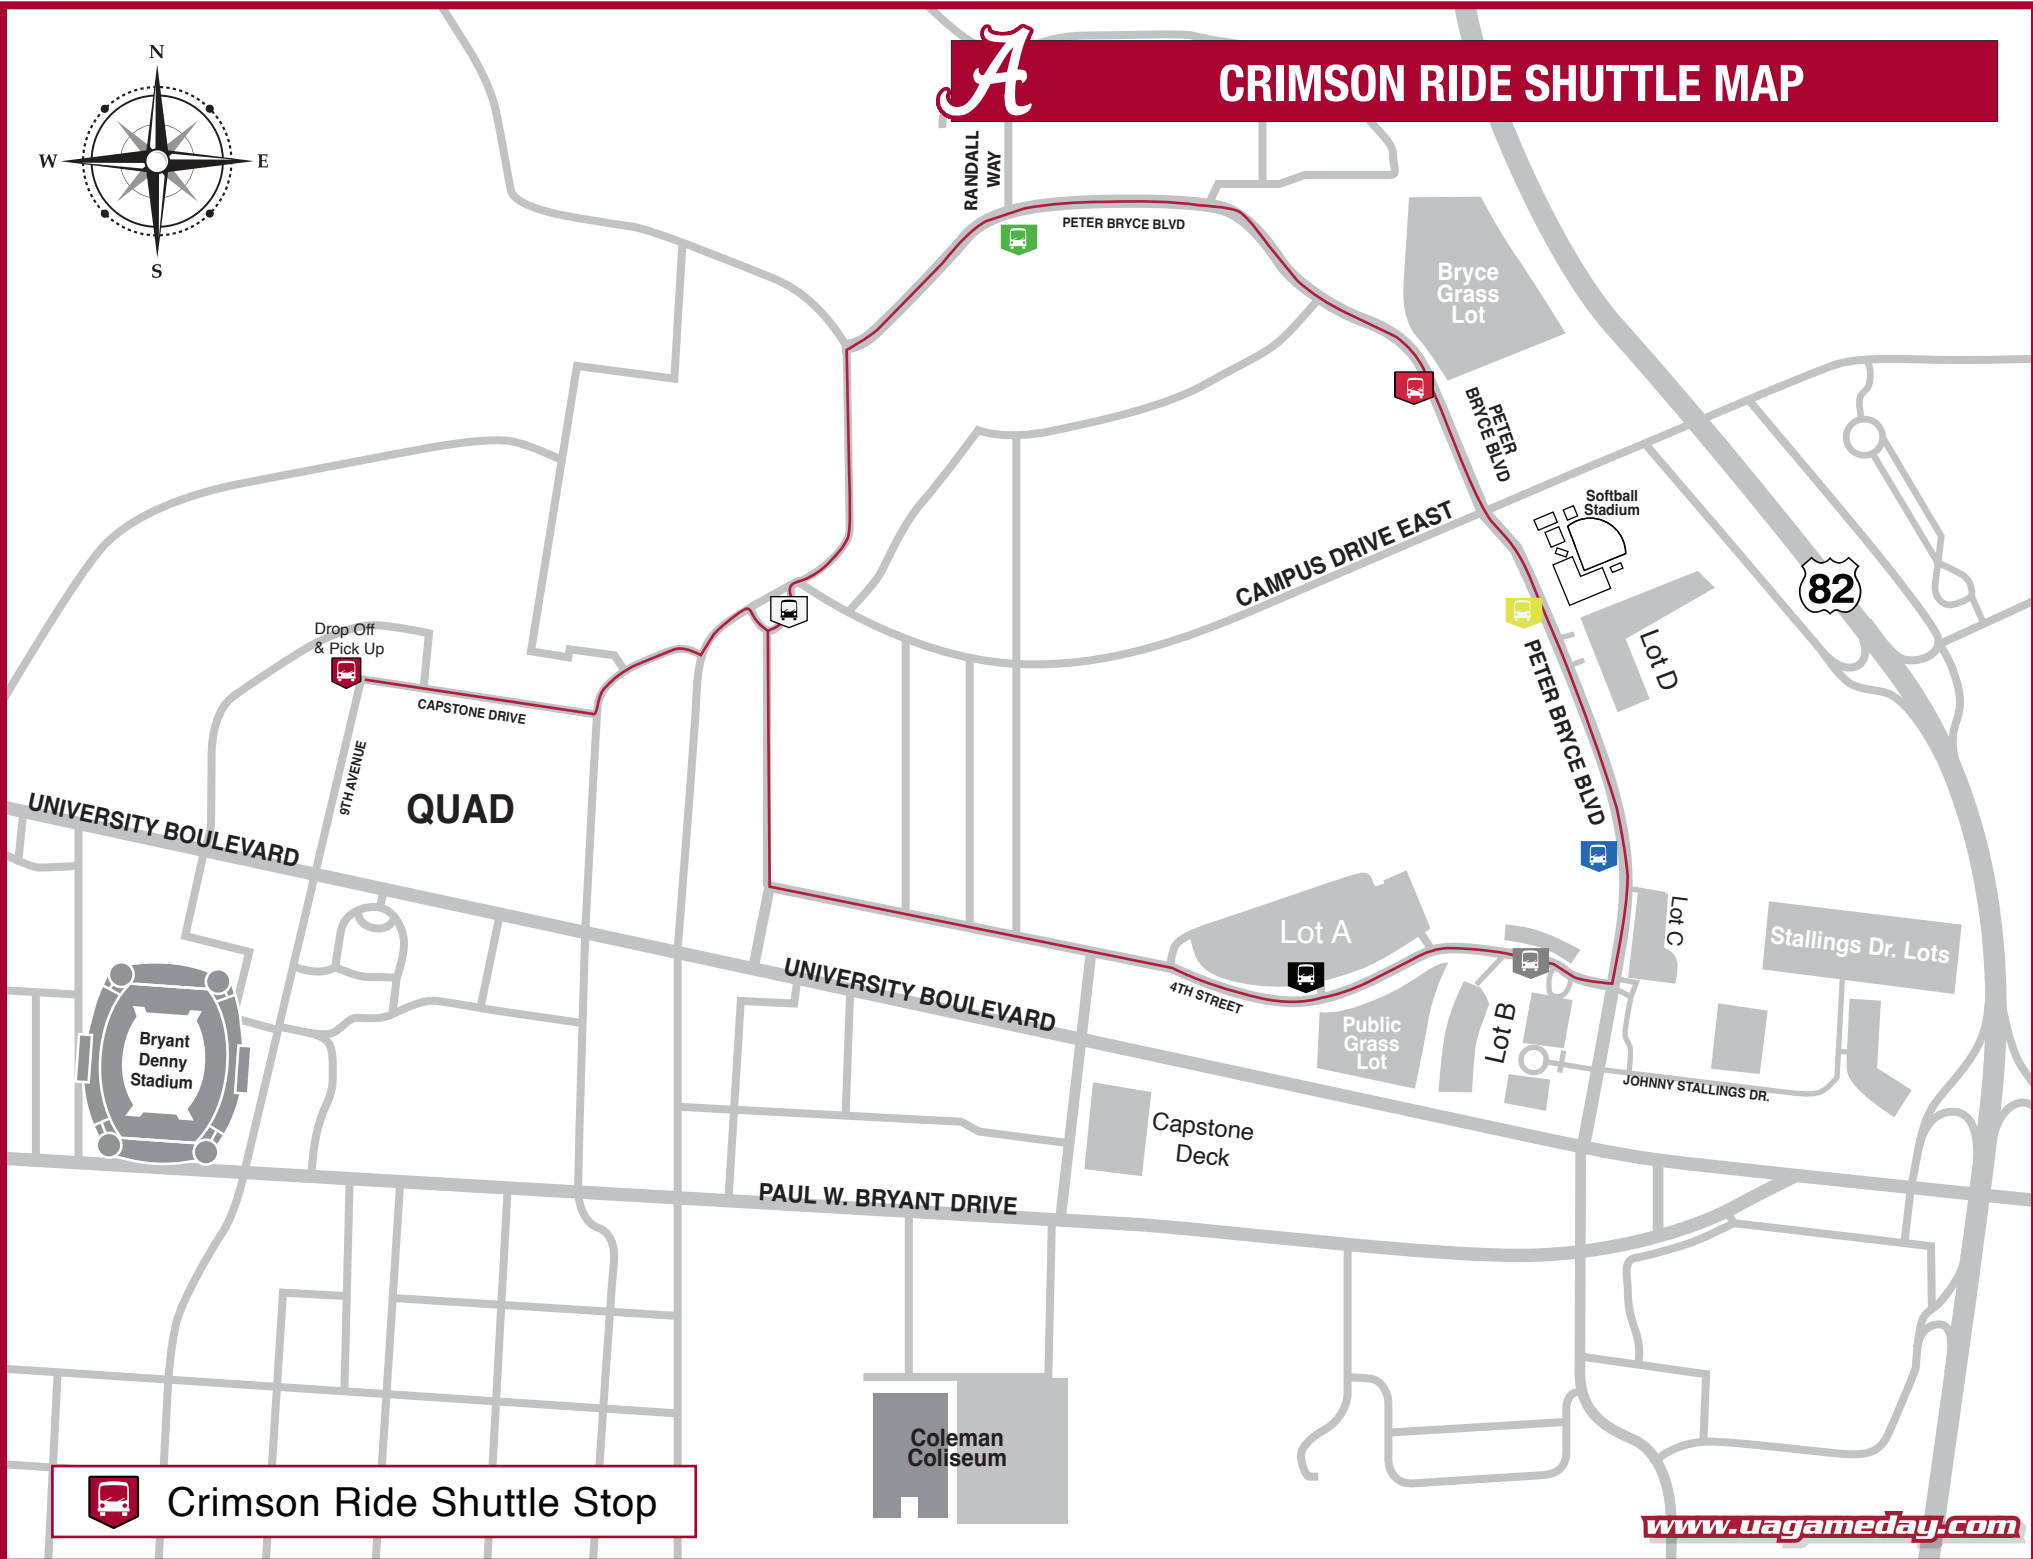 N
W
E
S
A
CRIMSON RIDE SHUTTLE MAP
RANDALL
WAY
PETER BRYCE BLVD
Bryce
Grass
Lot
PETER
BRYCE BLVD
Softball
Stadium
CAMPUS DRIVE EAST
82
Drop Off
& Pick Up
Lot D
CAPSTONE DRIVE
PETER BRYCE BLVD
9TH AVENUE
QUAD
UNIVERSITY BOULEVARD
Lot A
Lot C
Stallings Dr. Lots
UNIVERSITY BOULEVARD
4TH STREET
Public
Grass
Lot
Lot B
Bryant
Denny
Stadium
JOHNNY STALLINGS DR.
Capstone
Deck
PAUL W. BRYANT DRIVE
Coleman
Coliseum
Crimson Ride Shuttle Stop
www.uagameday.com